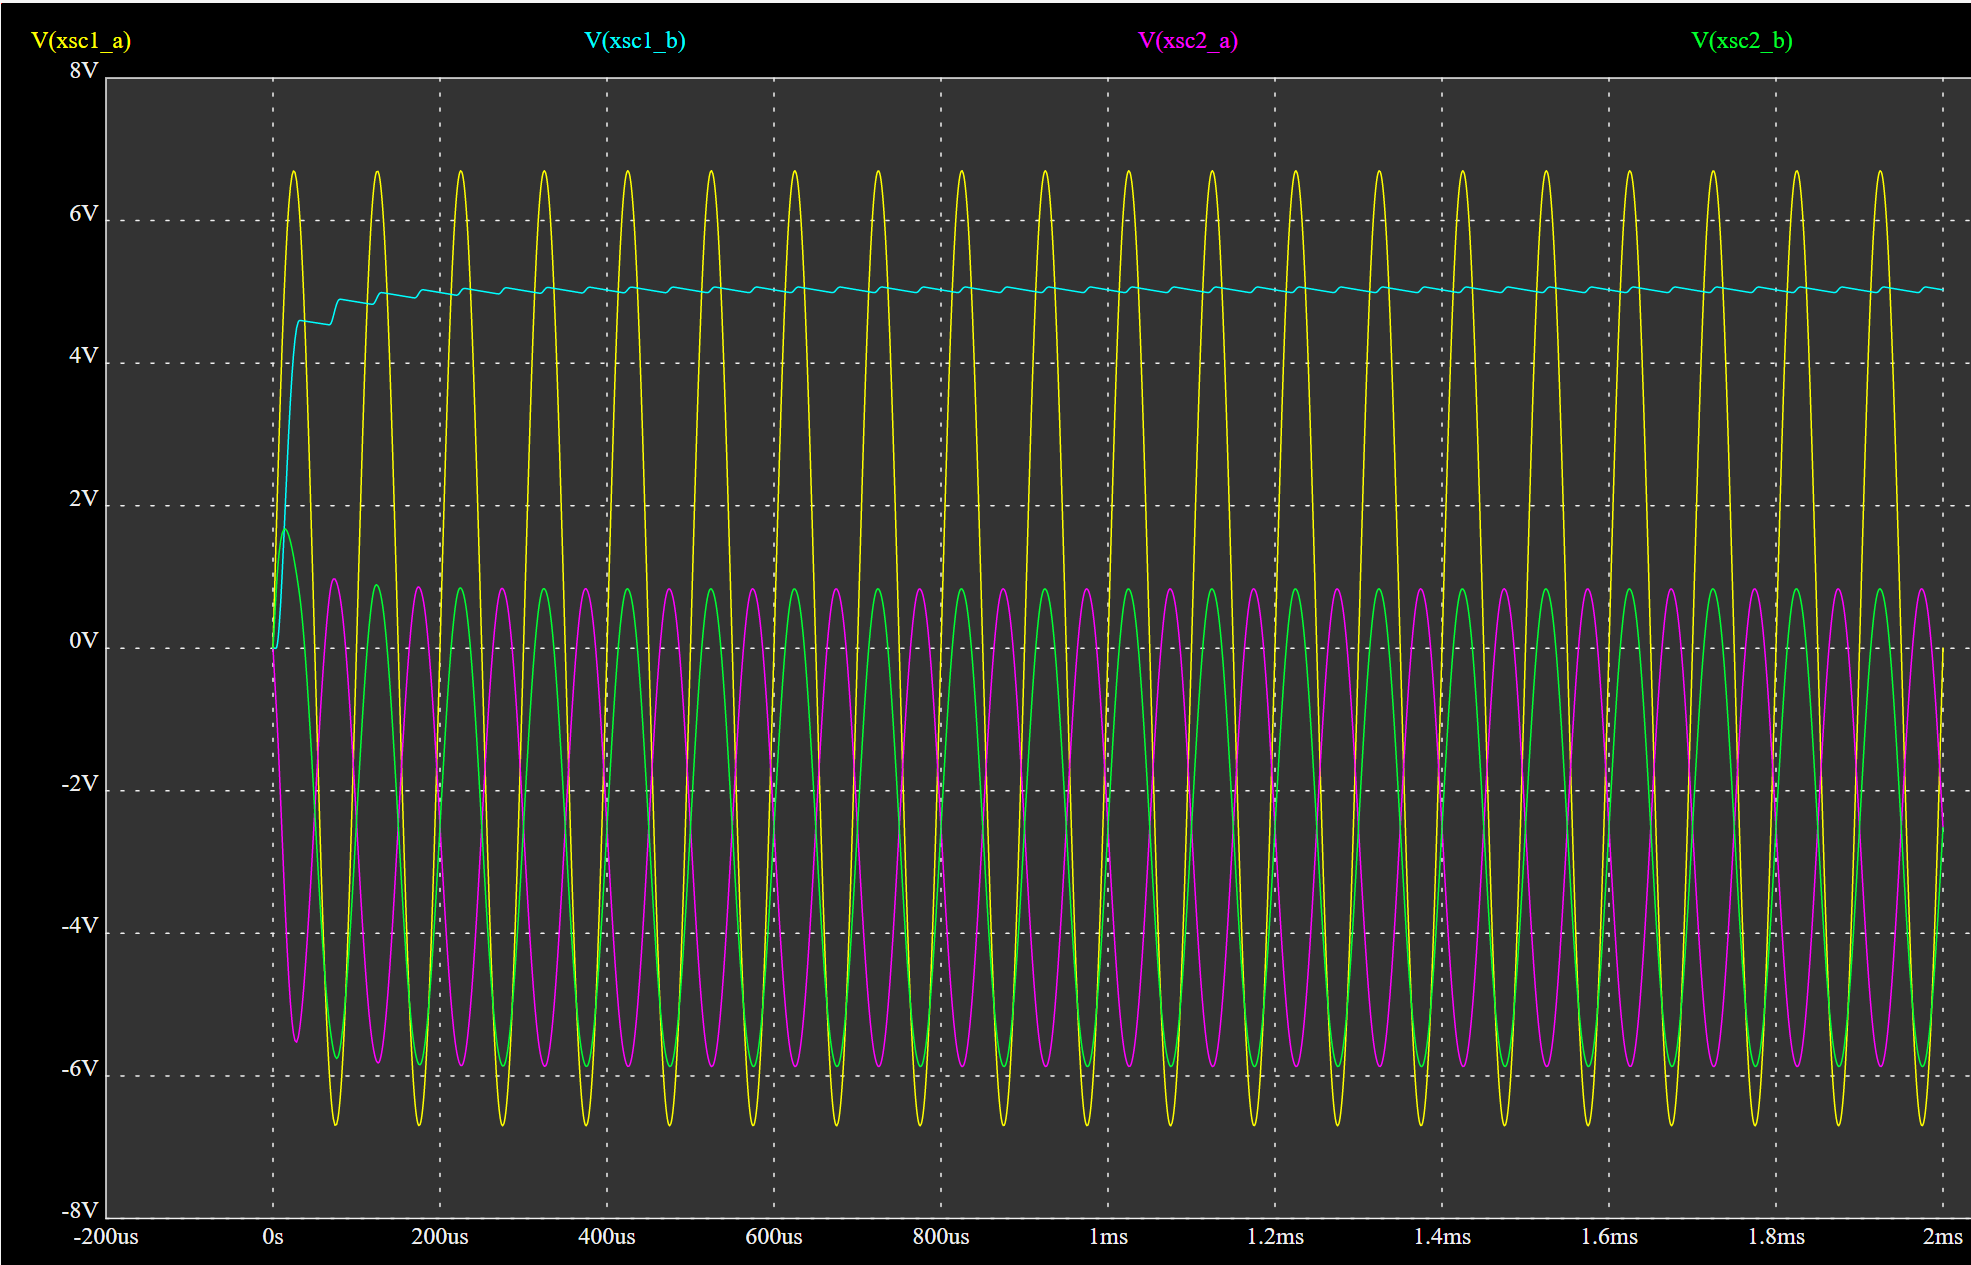 V(xsc1_a) V(xsc1_b) V(xsc2_a) V(xsc2_b)
8V
6V
4V
2V
0V
-2V
-4V
-6V
-8V
-200us 0s 200us 400us 600us 800us 1ms 1.2ms 1.4ms 1.6ms 1.8ms 2ms